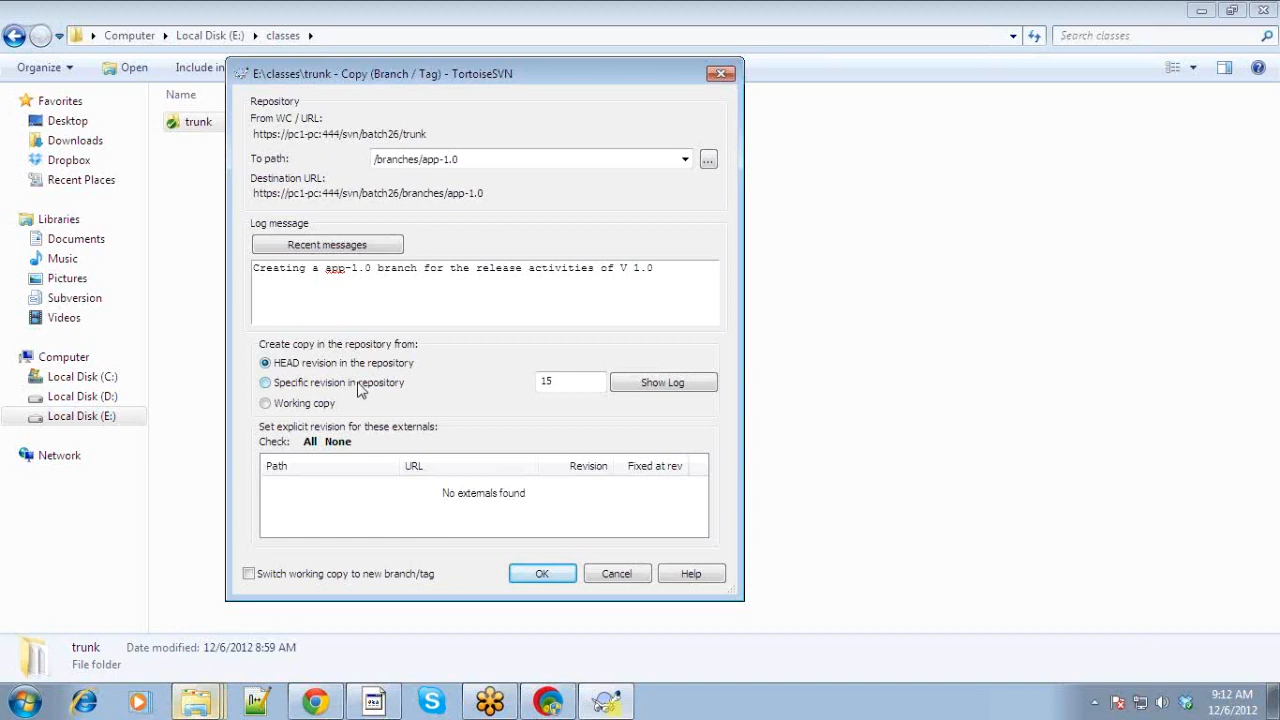 Computer Local Disk (E:) classes
Search classes
Organize Open Include in
Favorites
Desktop
Downloads
Dropbox
Recent Places
Libraries
Documents
Music
Pictures
Subversion
Videos
Computer
Local Disk (C:)
Local Disk (D:)
Local Disk (E:)
Network
Name
trunk
E:\classes\trunk - Copy (Branch / Tag) - TortoiseSVN
Repository
From WC / URL:
https://pc1-pc:444/svn/batch26/trunk
To path: /branches/app-1.0 ...
Destination URL:
https://pc1-pc:444/svn/batch26/branches/app-1.0
Log message
Recent messages
Creating a app-1.0 branch for the release activities of V 1.0
Create copy in the repository from:
HEAD revision in the repository
Specific revision in repository 15 Show Log
Working copy
Set explicit revision for these externals:
Check: All None
Path URL Revision Fixed at rev
No externals found
Switch working copy to new branch/tag OK Cancel Help
trunk Date modified: 12/6/2012 8:59 AM
File folder
9:12 AM
12/6/2012